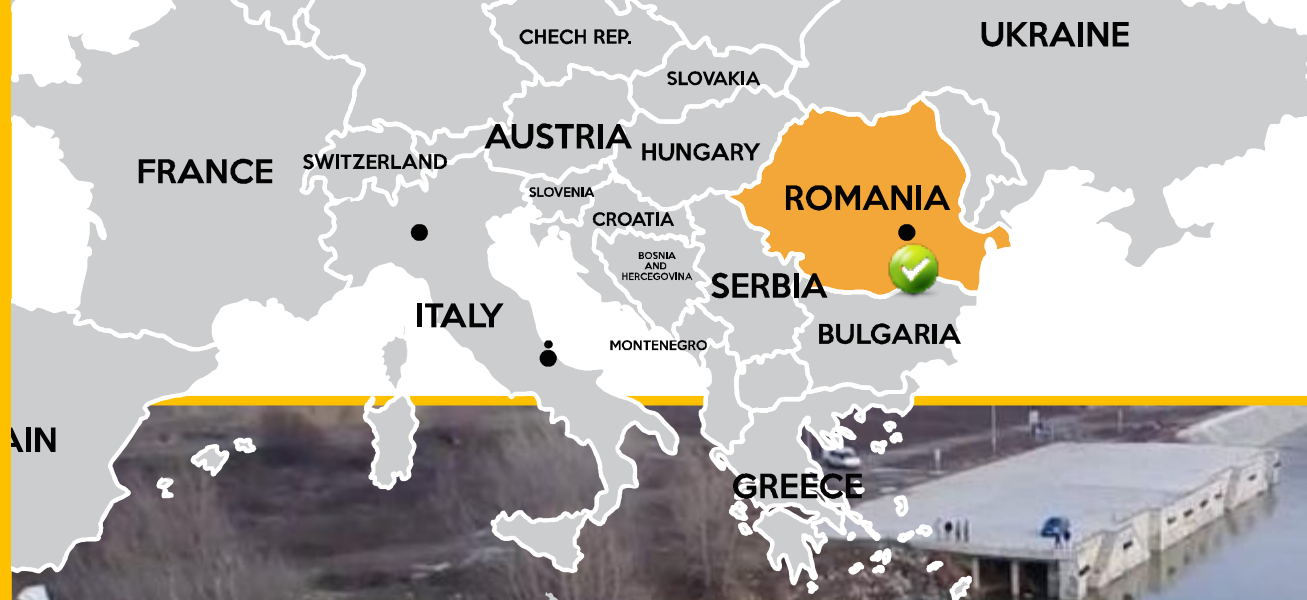 UKRAINE
CHECH REP.
SLOVAKIA
AUSTRIA
HUNGARY
FRANCE
SWITZERLAND
SLOVENIA
ROMANIA
CROATIA
BOSNIA
AND
HERCEGOVINA
SERBIA
ITALY
BULGARIA
MONTENEGRO
AIN
GREECE